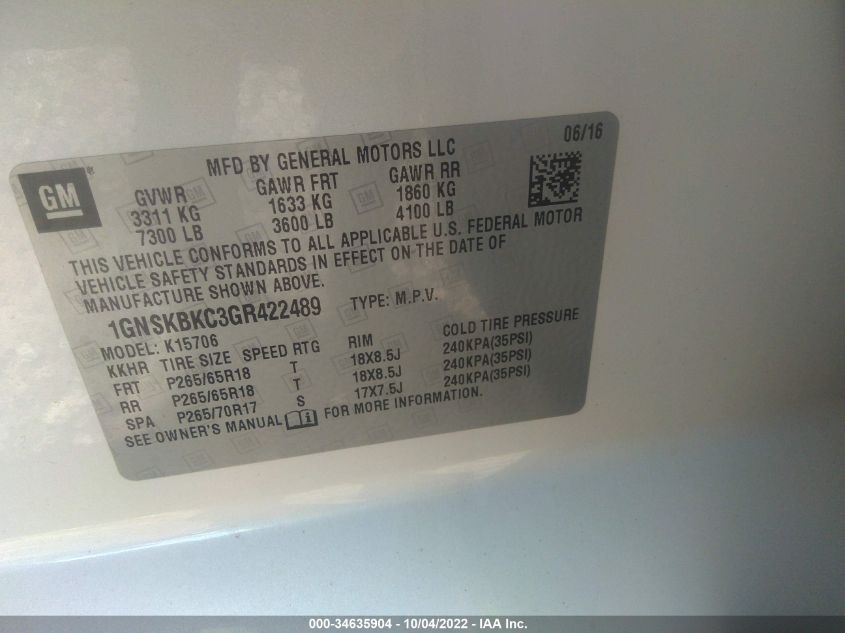 06/16
GM
MFD BY GENERAL MOTORS LLC
GVWR GAWR FRT GAWR RR
3311 KG 1633 KG 1860 KG
7300 LB 3600 LB 4100 LB
THIS VEHICLE CONFORMS TO ALL APPLICABLE U.S. FEDERAL MOTOR
VEHICLE SAFETY STANDARDS IN EFFECT ON THE DATE OF
MANUFACTURE SHOWN ABOVE.
1GNSKBKC3GR422489 TYPE: M.P.V.
MODEL: K15706
KKHR TIRE SIZE SPEED RTG RIM COLD TIRE PRESSURE
FRT P265/65R18 T 18X8.5J 240KPA(35PSI)
RR P265/65R18 T 18X8.5J 240KPA(35PSI)
SPA P265/70R17 S 17X7.5J 240KPA(35PSI)
SEE OWNER'S MANUAL i FOR MORE INFORMATION.
000-34635904 - 10/04/2022 - IAA Inc.